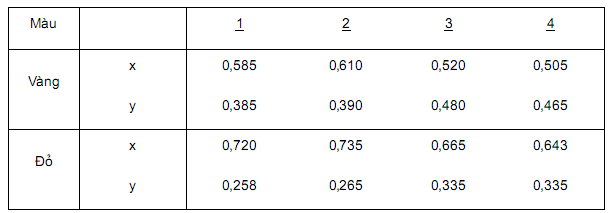 Màu 1 2 3 4
x 0,585 0,610 0,520 0,505
Vàng
y 0,385 0,390 0,480 0,465
x 0,720 0,735 0,665 0,643
Đỏ
y 0,258 0,265 0,335 0,335